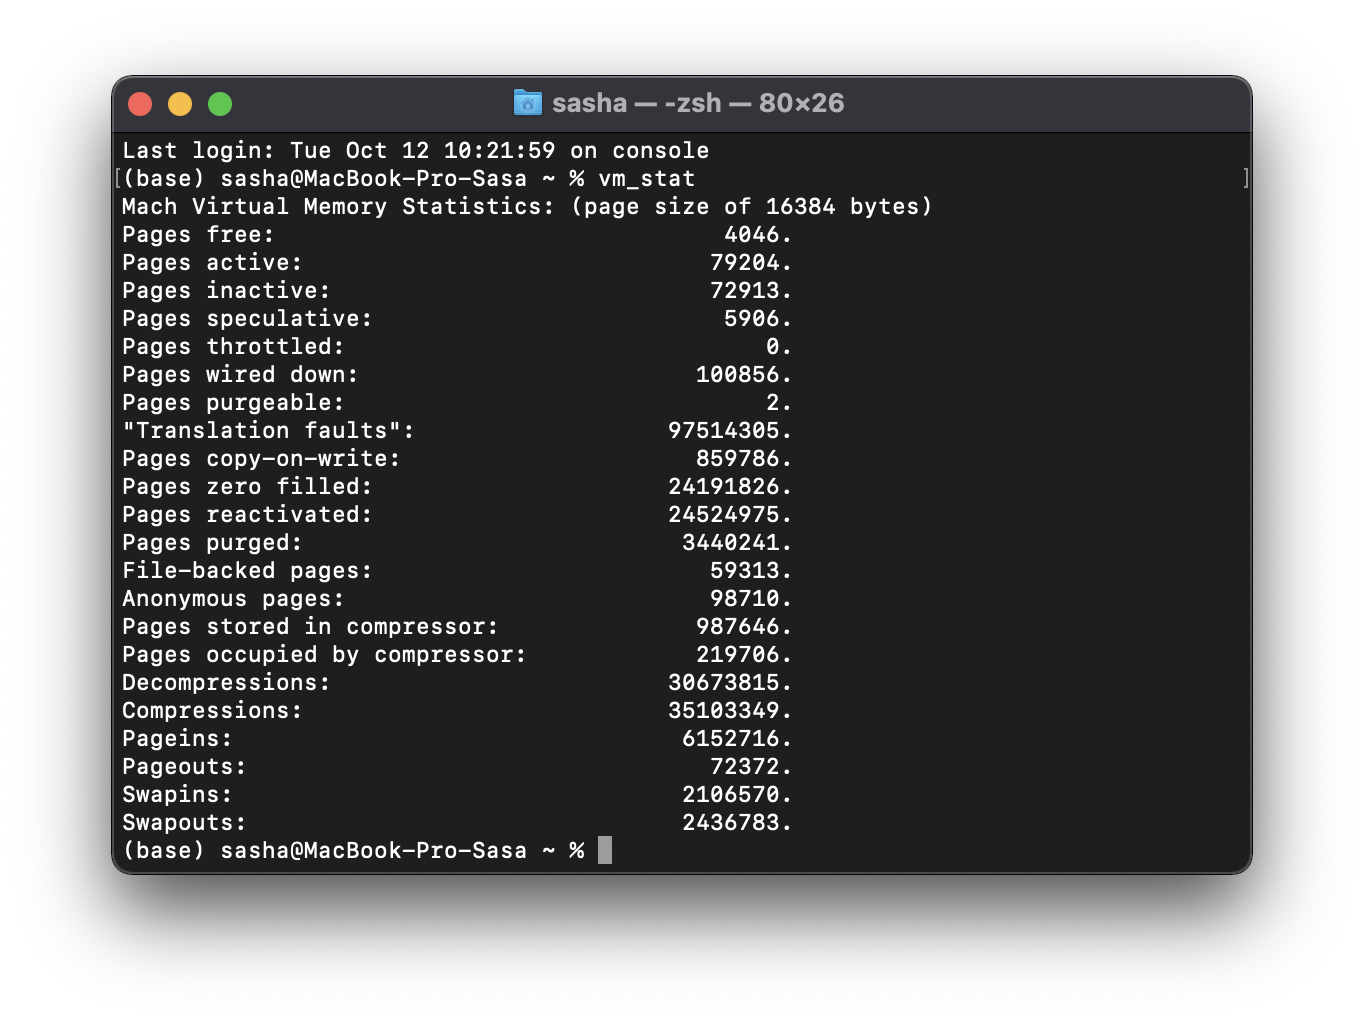 sasha — -zsh — 80×26
Last login: Tue Oct 12 10:21:59 on console
[(base) sasha@MacBook-Pro-Sasa ~ % vm_stat ]
Mach Virtual Memory Statistics: (page size of 16384 bytes)
Pages free: 4046.
Pages active: 79204.
Pages inactive: 72913.
Pages speculative: 5906.
Pages throttled: 0.
Pages wired down: 100856.
Pages purgeable: 2.
"Translation faults": 97514305.
Pages copy-on-write: 859786.
Pages zero filled: 24191826.
Pages reactivated: 24524975.
Pages purged: 3440241.
File-backed pages: 59313.
Anonymous pages: 98710.
Pages stored in compressor: 987646.
Pages occupied by compressor: 219706.
Decompressions: 30673815.
Compressions: 35103349.
Pageins: 6152716.
Pageouts: 72372.
Swapins: 2106570.
Swapouts: 2436783.
(base) sasha@MacBook-Pro-Sasa ~ %